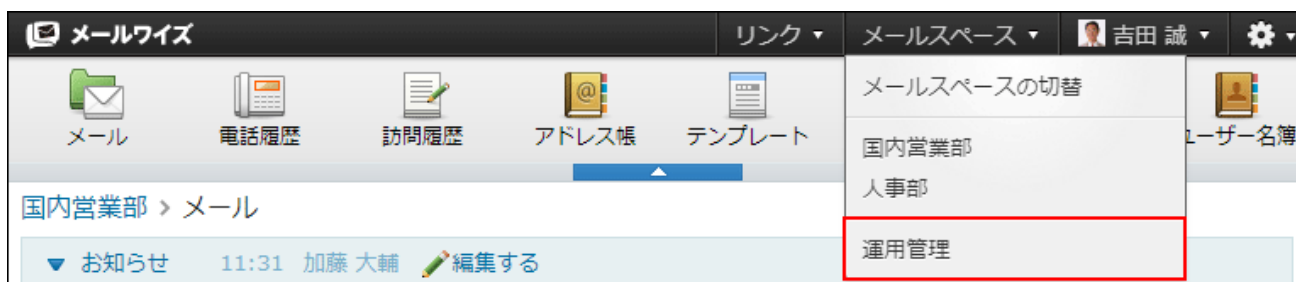 メールワイズ リンク メールスペース 吉田 誠
メール 電話履歴 訪問履歴 アドレス帳 テンプレート ーザー名簿
メールスペースの切替
国内営業部
人事部
運用管理
国内営業部 > メール
お知らせ 11:31 加藤 大輔 編集する